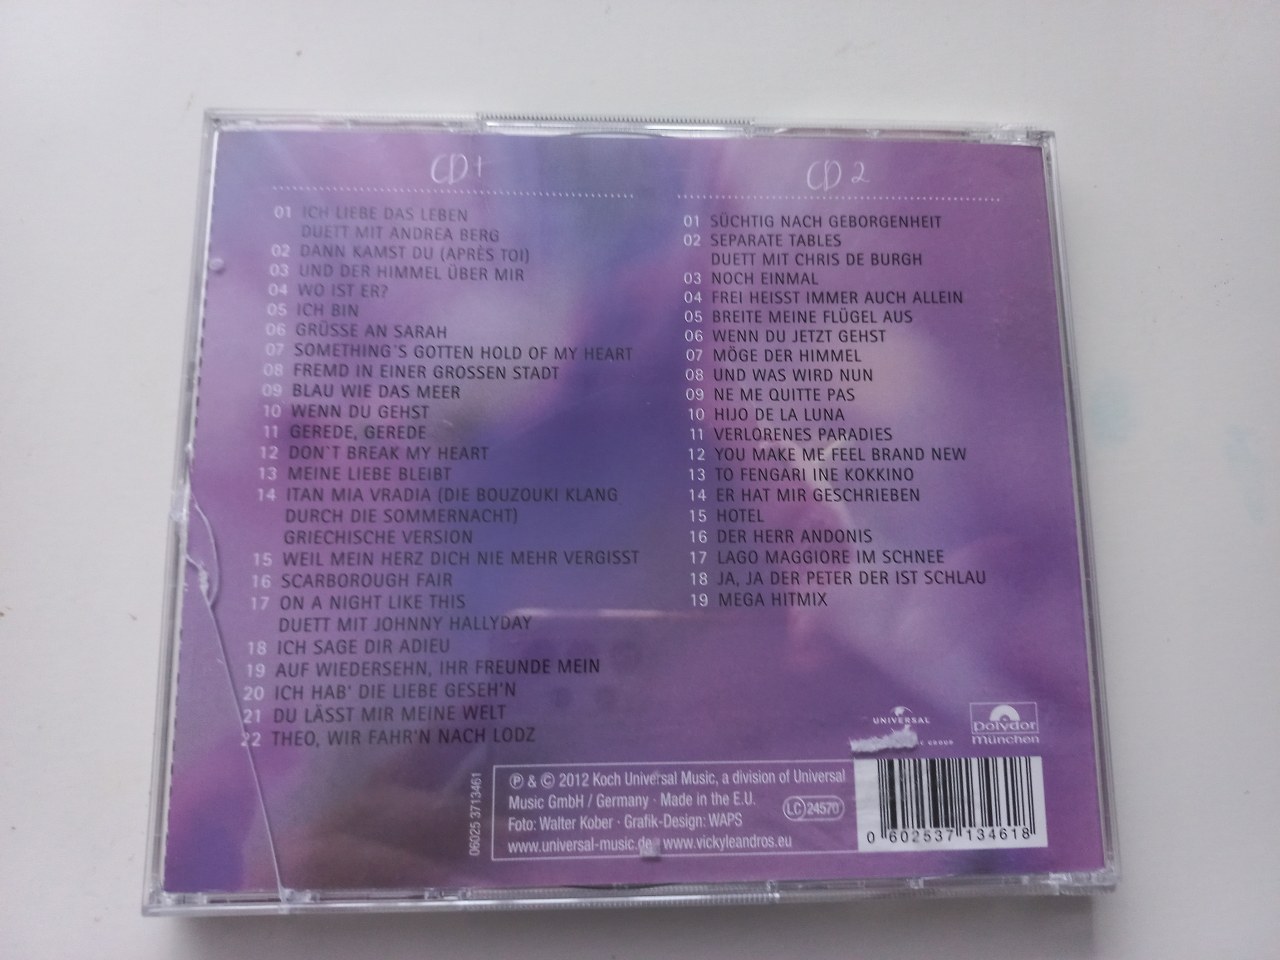 CD 1
01 ICH LIEBE DAS LEBEN
DUETT MIT ANDREA BERG
02 DANN KAMST DU (APRÈS TOI)
03 UND DER HIMMEL ÜBER MIR
04 WO IST ER?
05 ICH BIN
06 GRÜSSE AN SARAH
07 SOMETHING'S GOTTEN HOLD OF MY HEART
08 FREMD IN EINER GROSSEN STADT
09 BLAU WIE DAS MEER
10 WENN DU GEHST
11 GEREDE, GEREDE
12 DON`T BREAK MY HEART
13 MEINE LIEBE BLEIBT
14 ITAN MIA VRADIA (DIE BOUZOUKI KLANG
DURCH DIE SOMMERNACHT)
GRIECHISCHE VERSION
15 WEIL MEIN HERZ DICH NIE MEHR VERGISST
16 SCARBOROUGH FAIR
17 ON A NIGHT LIKE THIS
DUETT MIT JOHNNY HALLYDAY
18 ICH SAGE DIR ADIEU
19 AUF WIEDERSEHN, IHR FREUNDE MEIN
20 ICH HAB' DIE LIEBE GESEH'N
21 DU LÄSST MIR MEINE WELT
22 THEO, WIR FAHR'N NACH LODZ
CD 2
01 SÜCHTIG NACH GEBORGENHEIT
02 SEPARATE TABLES
DUETT MIT CHRIS DE BURGH
03 NOCH EINMAL
04 FREI HEISST IMMER AUCH ALLEIN
05 BREITE MEINE FLÜGEL AUS
06 WENN DU JETZT GEHST
07 MÖGE DER HIMMEL
08 UND WAS WIRD NUN
09 NE ME QUITTE PAS
10 HIJO DE LA LUNA
11 VERLORENES PARADIES
12 YOU MAKE ME FEEL BRAND NEW
13 TO FENGARI INE KOKKINO
14 ER HAT MIR GESCHRIEBEN
15 HOTEL
16 DER HERR ANDONIS
17 LAGO MAGGIORE IM SCHNEE
18 JA, JA DER PETER DER IST SCHLAU
19 MEGA HITMIX
UNIVERSAL
Polydor
München
06025 3713461
℗ & © 2012 Koch Universal Music, a division of Universal
Music GmbH / Germany · Made in the E.U.
Foto: Walter Kober · Grafik-Design: WAPS
www.universal-music.de · www.vickyleandros.eu
LC 24570
0 602537 134618